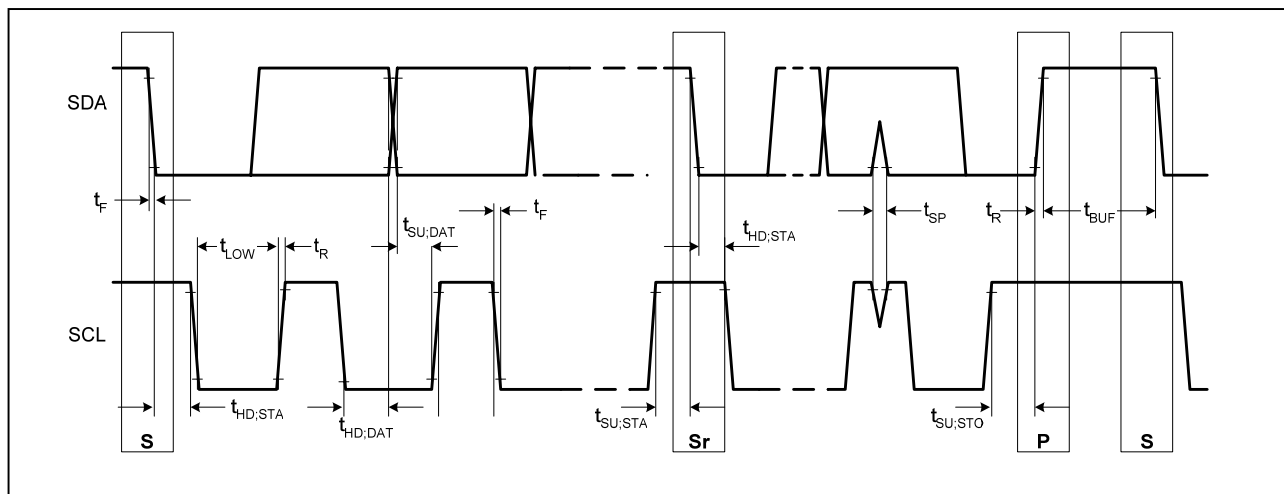 SDA
t_F
t_LOW
t_R
t_SU;DAT
t_F
t_HD;STA
t_SP
t_R
t_BUF
SCL
t_HD;STA
t_HD;DAT
t_SU;STA
t_SU;STO
S
Sr
P
S